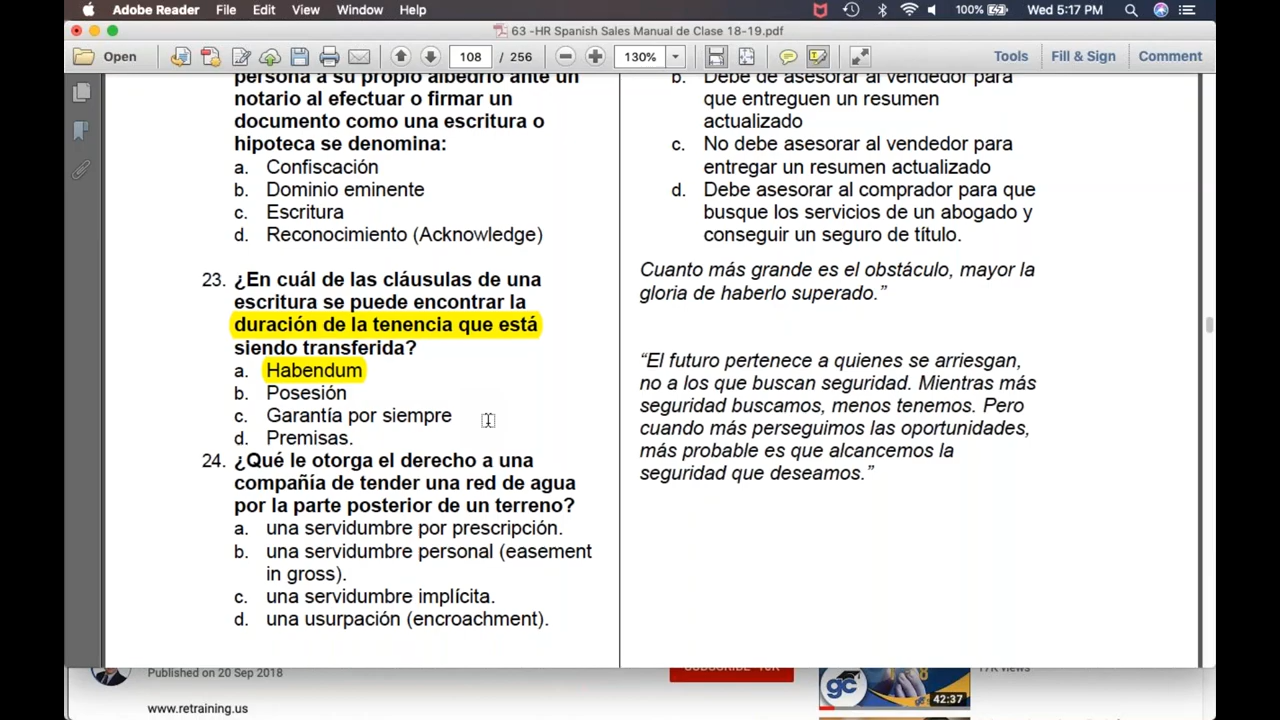 Adobe Reader File Edit View Window Help 100% Wed 5:17 PM
63 -HR Spanish Sales Manual de Clase 18-19.pdf
Open 108 / 256 130% Tools Fill & Sign Comment
persona a su propio albedrío ante un
notario al efectuar o firmar un
documento como una escritura o
hipoteca se denomina:
a. Confiscación
b. Dominio eminente
c. Escritura
d. Reconocimiento (Acknowledge)
23. ¿En cuál de las cláusulas de una
escritura se puede encontrar la
duración de la tenencia que está
siendo transferida?
a. Habendum
b. Posesión
c. Garantía por siempre
d. Premisas.
24. ¿Qué le otorga el derecho a una
compañía de tender una red de agua
por la parte posterior de un terreno?
a. una servidumbre por prescripción.
b. una servidumbre personal (easement
in gross).
c. una servidumbre implícita.
d. una usurpación (encroachment).
b. Debe de asesorar al vendedor para
que entreguen un resumen
actualizado
c. No debe asesorar al vendedor para
entregar un resumen actualizado
d. Debe asesorar al comprador para que
busque los servicios de un abogado y
conseguir un seguro de título.
Cuanto más grande es el obstáculo, mayor la
gloria de haberlo superado.”
“El futuro pertenece a quienes se arriesgan,
no a los que buscan seguridad. Mientras más
seguridad buscamos, menos tenemos. Pero
cuando más perseguimos las oportunidades,
más probable es que alcancemos la
seguridad que deseamos.”
Published on 20 Sep 2018
www.retraining.us
gc
42:37